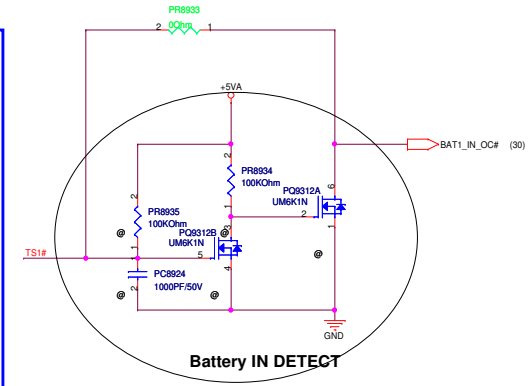 PR8933
0Ohm
2 1
+5VA
BAT1_IN_OC# (30)
2
PR8934
100KOhm
1
PQ9312A
UM6K1N
6
2
1
2
PR8935
100KOhm
1
@
PQ9312B
UM6K1N
3
@
5
4
@
TS1#
1
PC8924
1000PF/50V
2
@
@
GND
Battery IN DETECT